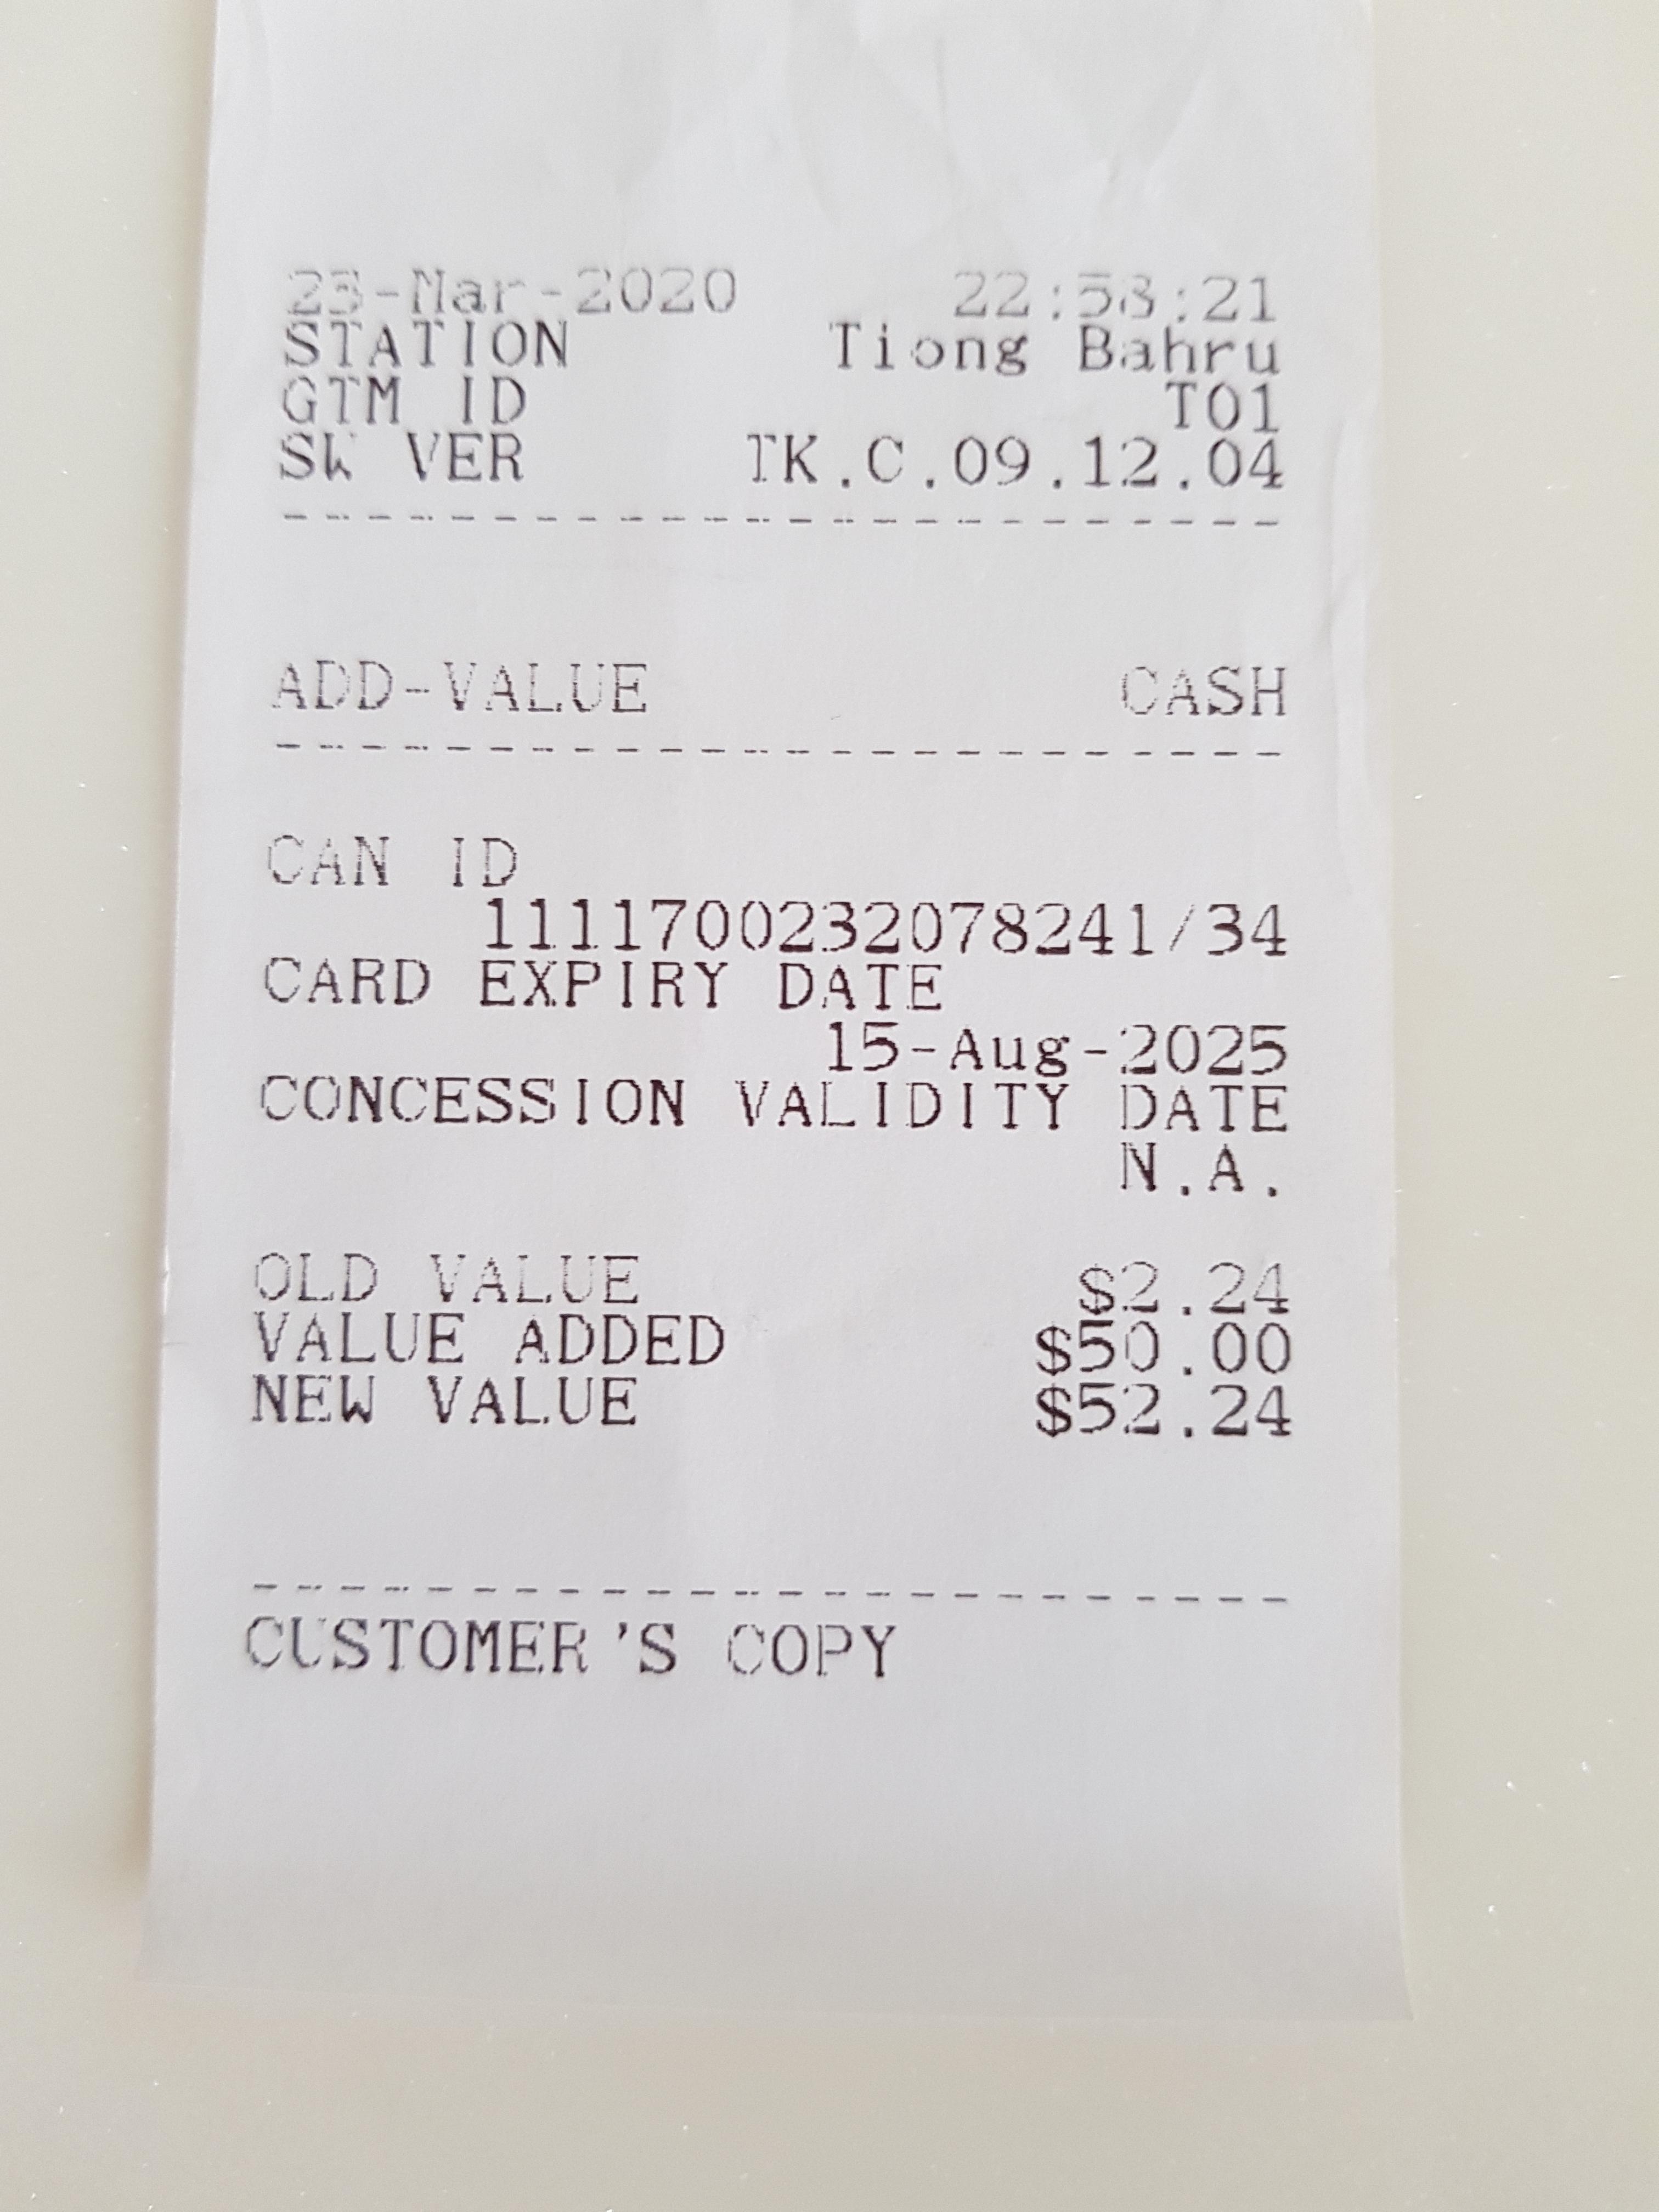 23-Mar-2020 22:58:21
STATION Tiong Bahru
GTM ID T01
SW VER TK.C.09.12.04
ADD-VALUE CASH
CAN ID
1111700232078241/34
CARD EXPIRY DATE
15-Aug-2025
CONCESSION VALIDITY DATE
N.A.
OLD VALUE $2.24
VALUE ADDED $50.00
NEW VALUE $52.24
CUSTOMER'S COPY